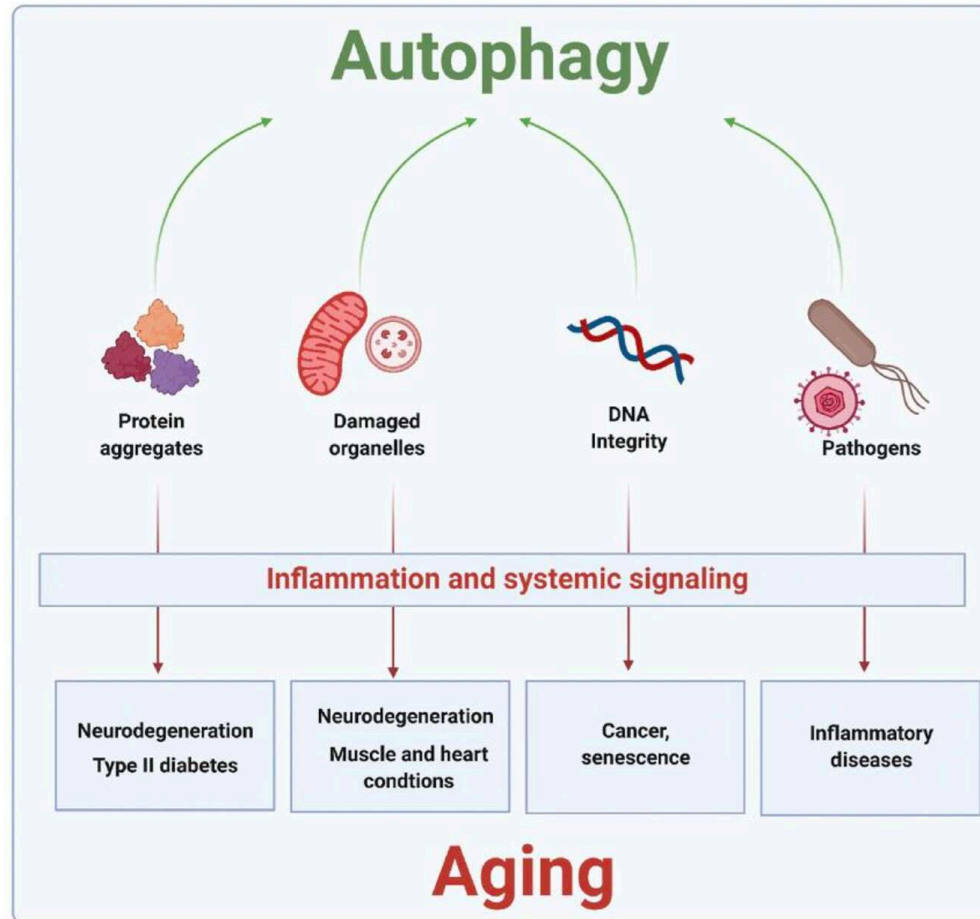 Autophagy
Protein
aggregates
Damaged
organelles
DNA
Integrity
Pathogens
Inflammation and systemic signaling
Neurodegeneration
Type II diabetes
Neurodegeneration
Muscle and heart
condtions
Cancer,
senescence
Inflammatory
diseases
Aging